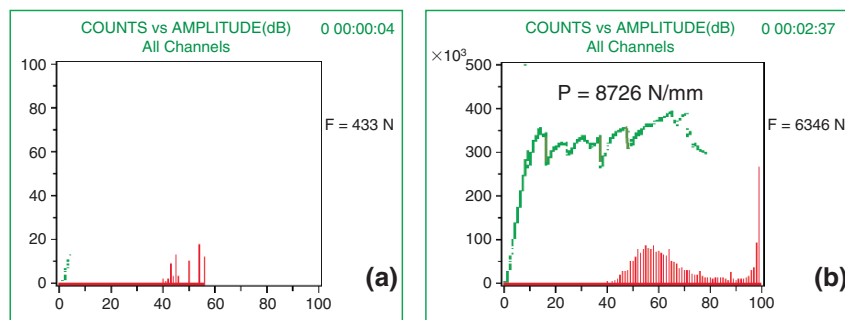 COUNTS vs AMPLITUDE(dB) 0 00:00:04
All Channels
100
80
60
40
20
0
F = 433 N
(a)
0 20 40 60 80 100
COUNTS vs AMPLITUDE(dB) 0 00:02:37
All Channels
×10³
500
400
300
200
100
0
P = 8726 N/mm
F = 6346 N
(b)
0 20 40 60 80 100